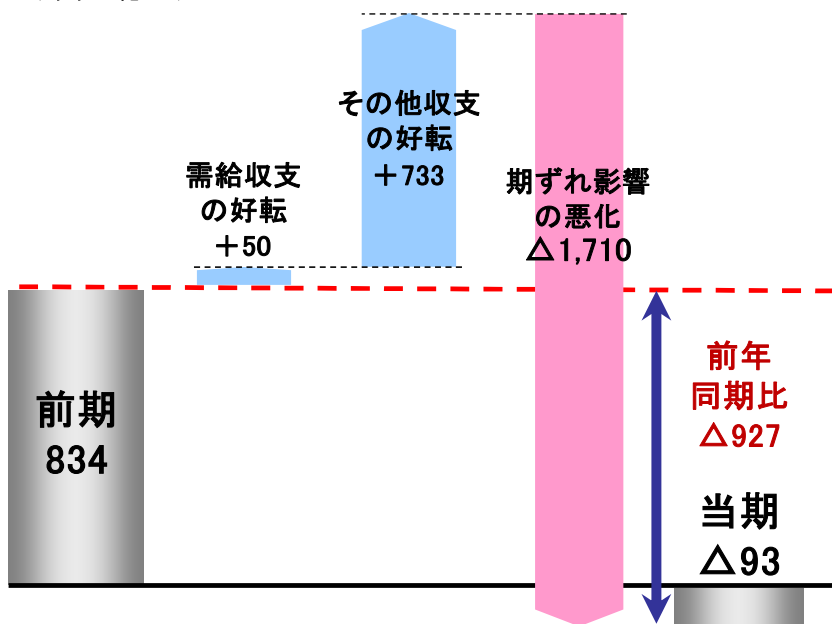 その他収支
の好転
+733
需給収支
の好転
+50
期ずれ影響
の悪化
△1,710
前期
834
前年
同期比
△927
当期
△93